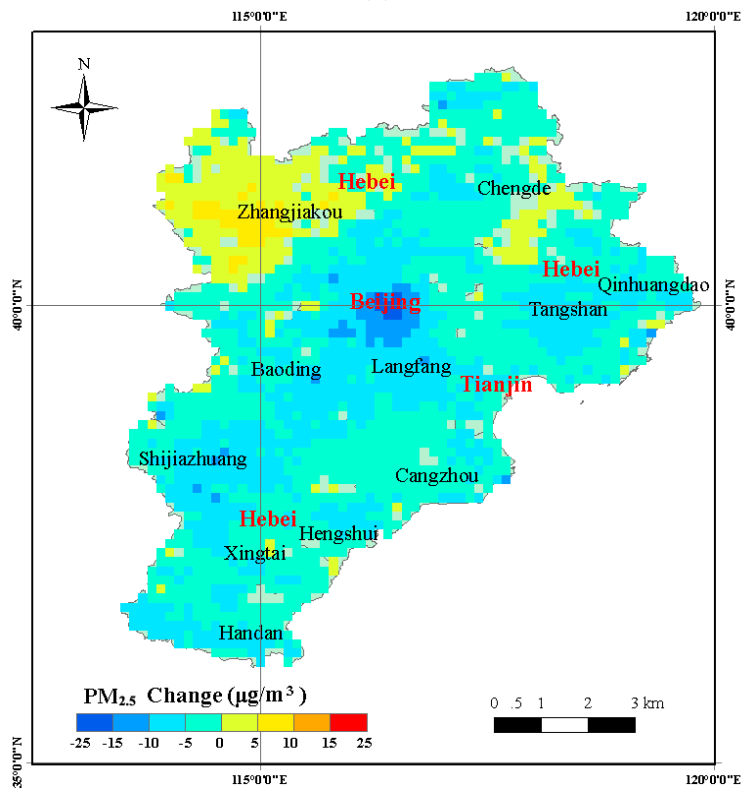 115°0'0"E 120°0'0"E
N
Hebei
Chengde
Zhangjiakou
Hebei
Qinhuangdao
40°0'0"N Beijing Tangshan 40°0'0"N
Baoding Langfang
Tianjin
Shijiazhuang
Cangzhou
Hebei
Hengshui
Xingtai
Handan
PM2.5 Change (μg/m³)
-25 -15 -10 -5 0 5 10 15 25
0 .5 1 2 3 km
35°0'0"N 35°0'0"N
115°0'0"E 120°0'0"E